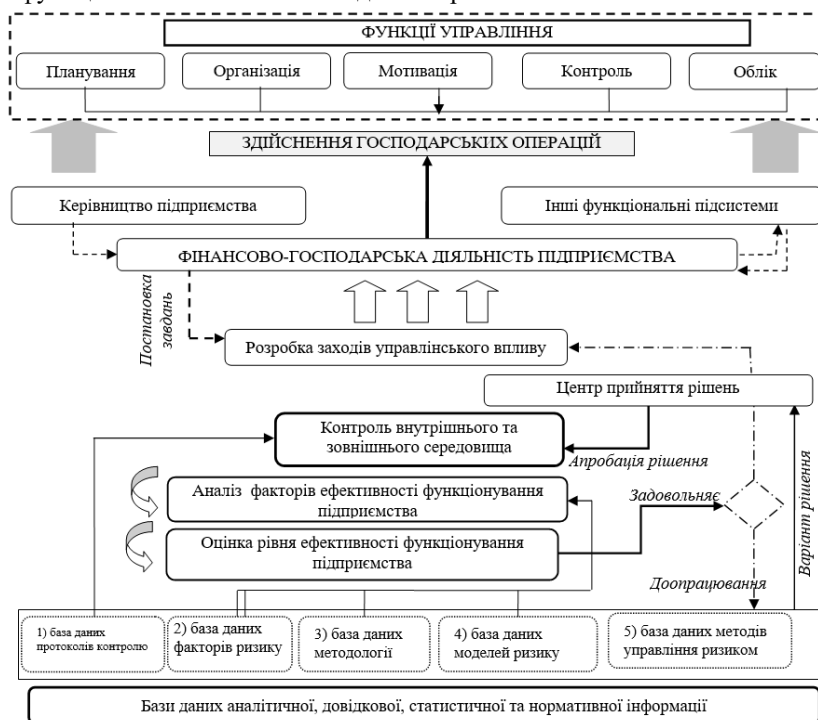 ФУНКЦІЇ УПРАВЛІННЯ
Планування
Організація
Мотивація
Контроль
Облік
ЗДІЙСНЕННЯ ГОСПОДАРСЬКИХ ОПЕРАЦІЙ
Керівництво підприємства
Інші функціональні підсистеми
ФІНАНСОВО-ГОСПОДАРСЬКА ДІЯЛЬНІСТЬ ПІДПРИЄМСТВА
Постановка
завдань
Розробка заходів управлінського впливу
Центр прийняття рішень
Контроль внутрішнього та
зовнішнього середовища
Апробація рішення
Аналіз факторів ефективності функціонування
підприємства
Задовольняє
Варіант рішення
Оцінка рівня ефективності функціонування
підприємства
Доопрацювання
1) база даних
протоколів контролю
2) база даних
факторів ризику
3) база даних
методології
4) база даних
моделей ризику
5) база даних методів
управління ризиком
Бази даних аналітичної, довідкової, статистичної та нормативної інформації